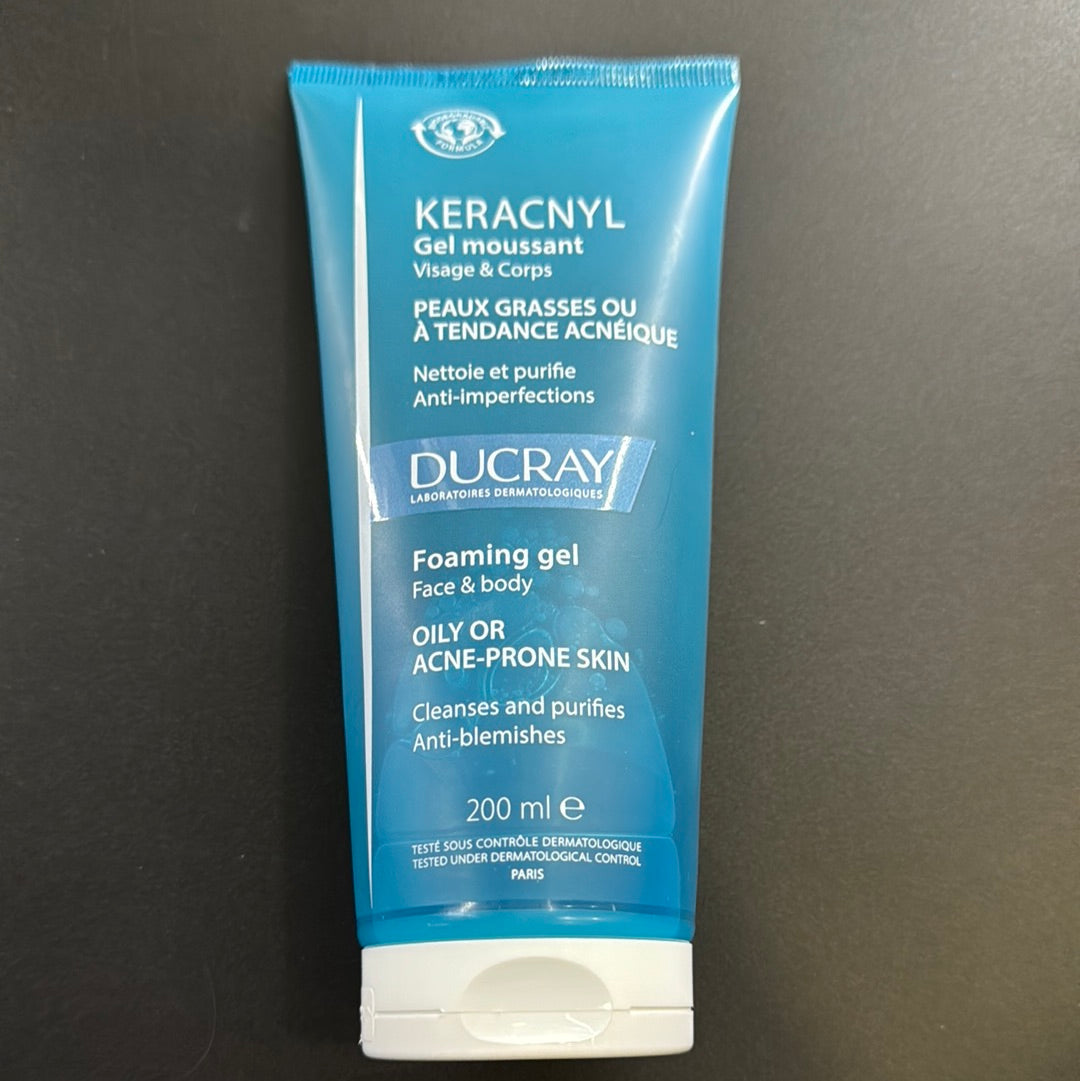 BIODEGRADABLE
FORMULA
KERACNYL
Gel moussant
Visage & Corps
PEAUX GRASSES OU
À TENDANCE ACNÉIQUE
Nettoie et purifie
Anti-imperfections
DUCRAY
LABORATOIRES DERMATOLOGIQUES
Foaming gel
Face & body
OILY OR
ACNE-PRONE SKIN
Cleanses and purifies
Anti-blemishes
200 ml ℮
TESTÉ SOUS CONTRÔLE DERMATOLOGIQUE
TESTED UNDER DERMATOLOGICAL CONTROL
PARIS